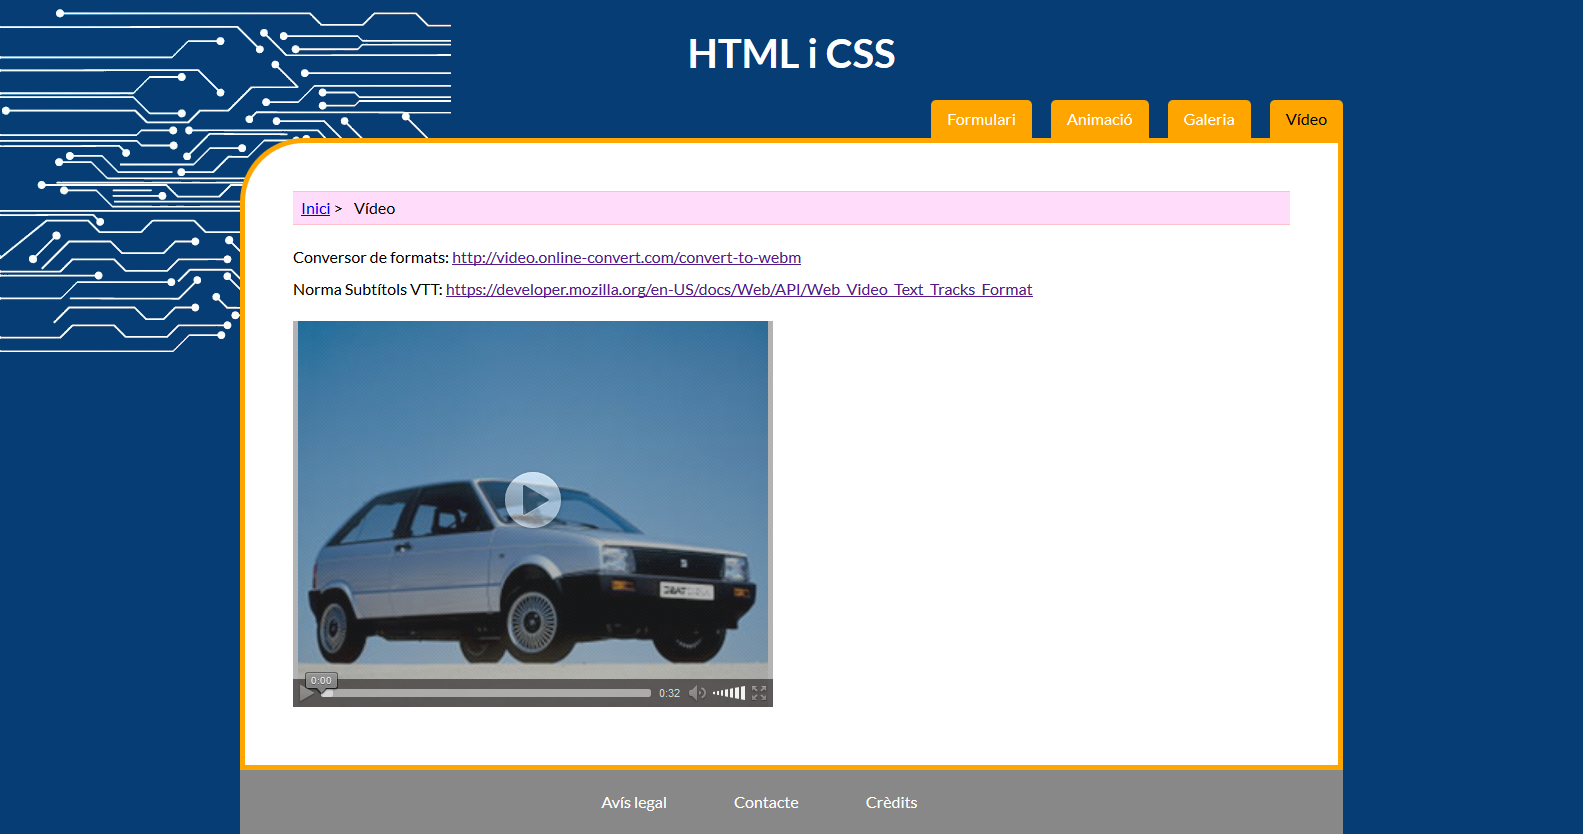 HTML i CSS
Formulari Animació Galeria Vídeo
Inici > Vídeo
Conversor de formats: http://video.online-convert.com/convert-to-webm
Norma Subtítols VTT: https://developer.mozilla.org/en-US/docs/Web/API/Web_Video_Text_Tracks_Format
0:00
0:32
Avís legal Contacte Crèdits